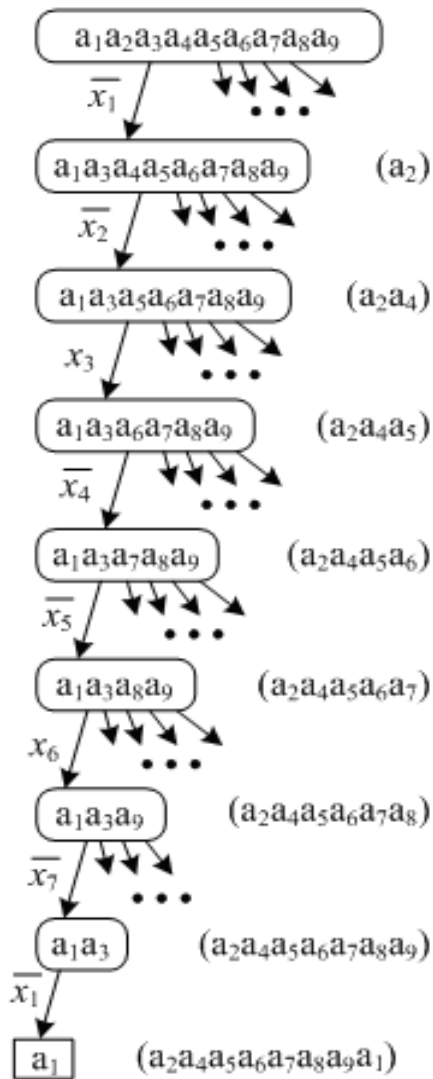 a₁a₂a₃a₄a₅a₆a₇a₈a₉
x̅₁
• • •
a₁a₃a₄a₅a₆a₇a₈a₉ (a₂)
x̅₂
• • •
a₁a₃a₅a₆a₇a₈a₉ (a₂a₄)
x₃
• • •
a₁a₃a₆a₇a₈a₉ (a₂a₄a₅)
x̅₄
• • •
a₁a₃a₇a₈a₉ (a₂a₄a₅a₆)
x̅₅
• • •
a₁a₃a₈a₉ (a₂a₄a₅a₆a₇)
x₆
• • •
a₁a₃a₉ (a₂a₄a₅a₆a₇a₈)
x̅₇
• • •
a₁a₃ (a₂a₄a₅a₆a₇a₈a₉)
x̅₁
a₁ (a₂a₄a₅a₆a₇a₈a₉a₁)